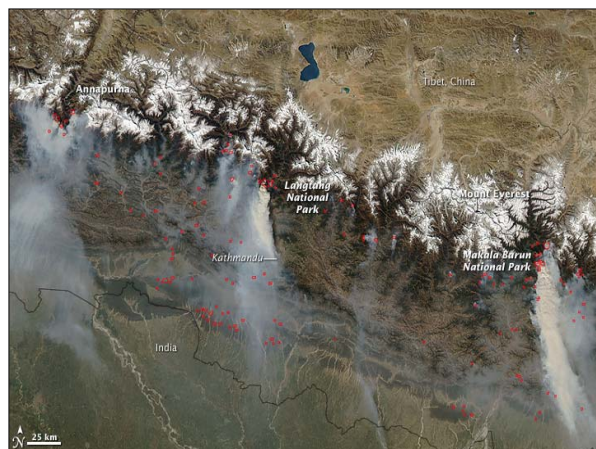 Annapurna
Tibet, China
Langtang
National
Park
Mount Everest
Kathmandu
Makalu Barun
National Park
India
N
25 km